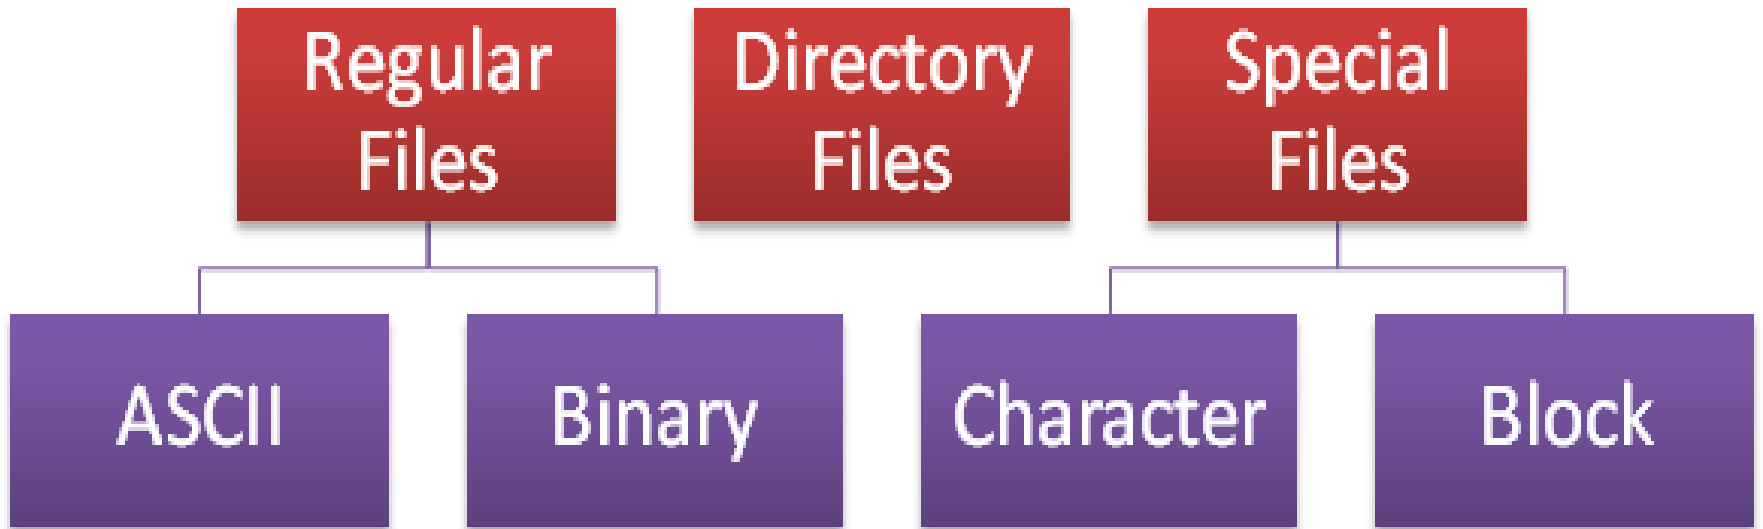 Regular
Files
Directory
Files
Special
Files
ASCII
Binary
Character
Block